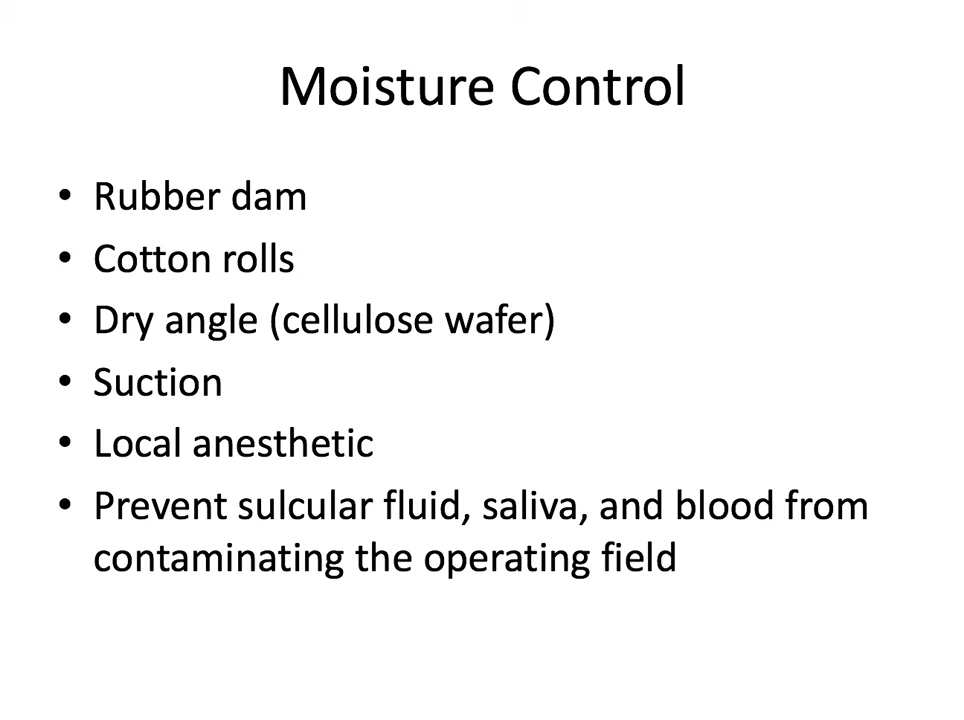 Moisture Control
• Rubber dam
• Cotton rolls
• Dry angle (cellulose wafer)
• Suction
• Local anesthetic
• Prevent sulcular fluid, saliva, and blood from
contaminating the operating field